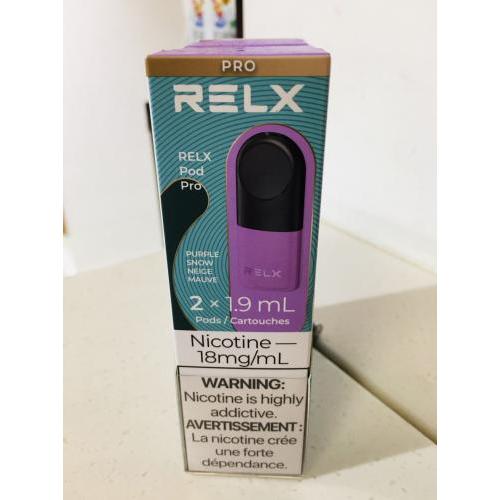 PRO
RELX
RELX
Pod
Pro
PURPLE
SNOW
NEIGE
MAUVE
RELX
2 × 1.9 mL
Pods / Cartouches
Nicotine —
18mg/mL
WARNING:
Nicotine is highly
addictive.
AVERTISSEMENT :
La nicotine crée
une forte
dépendance.